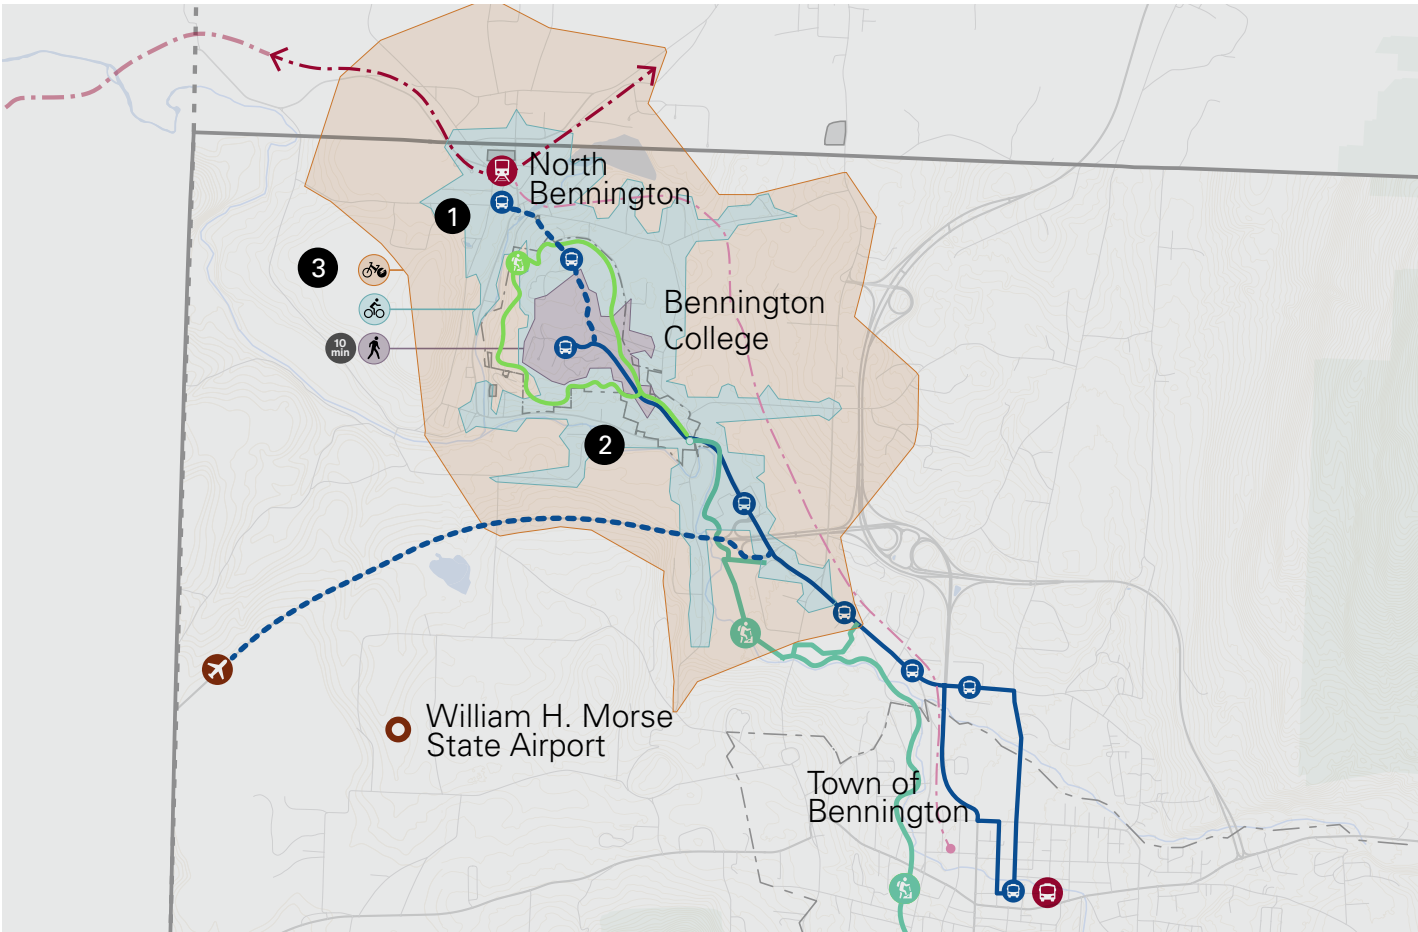 North
Bennington
1
3
10
min
Bennington
College
2
William H. Morse
State Airport
Town of
Bennington